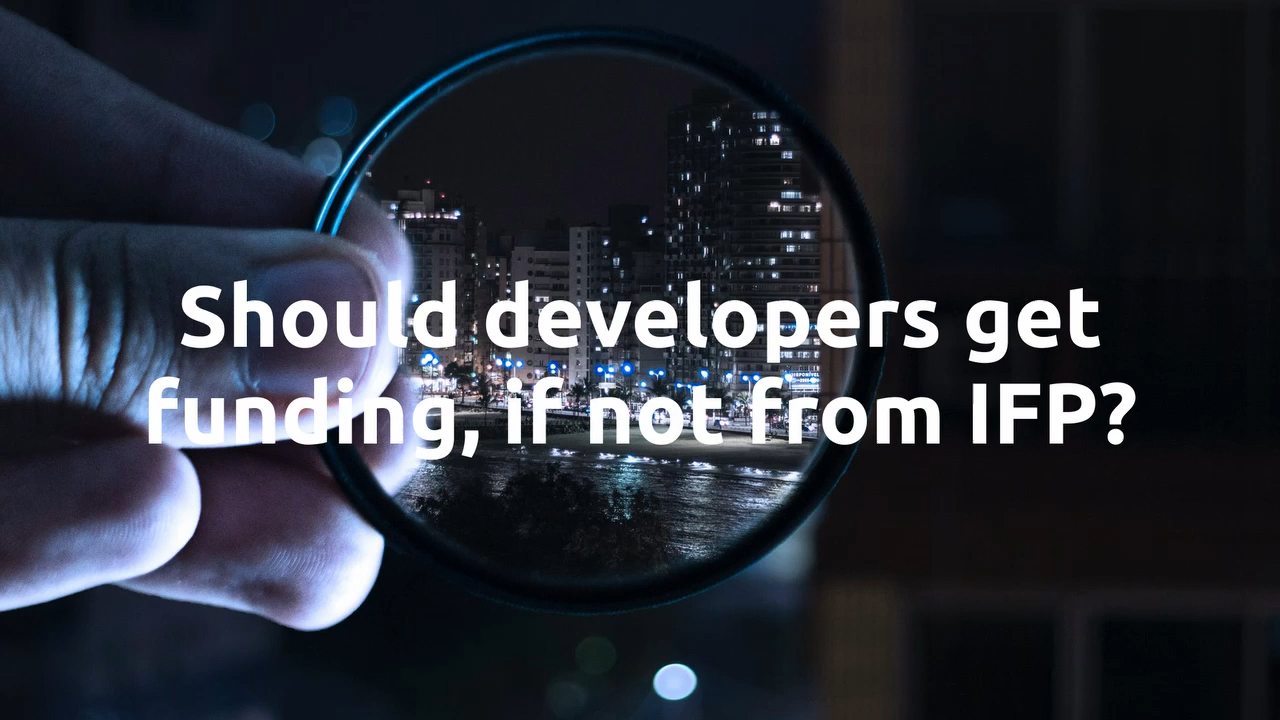 Should developers get
funding, if not from IFP?